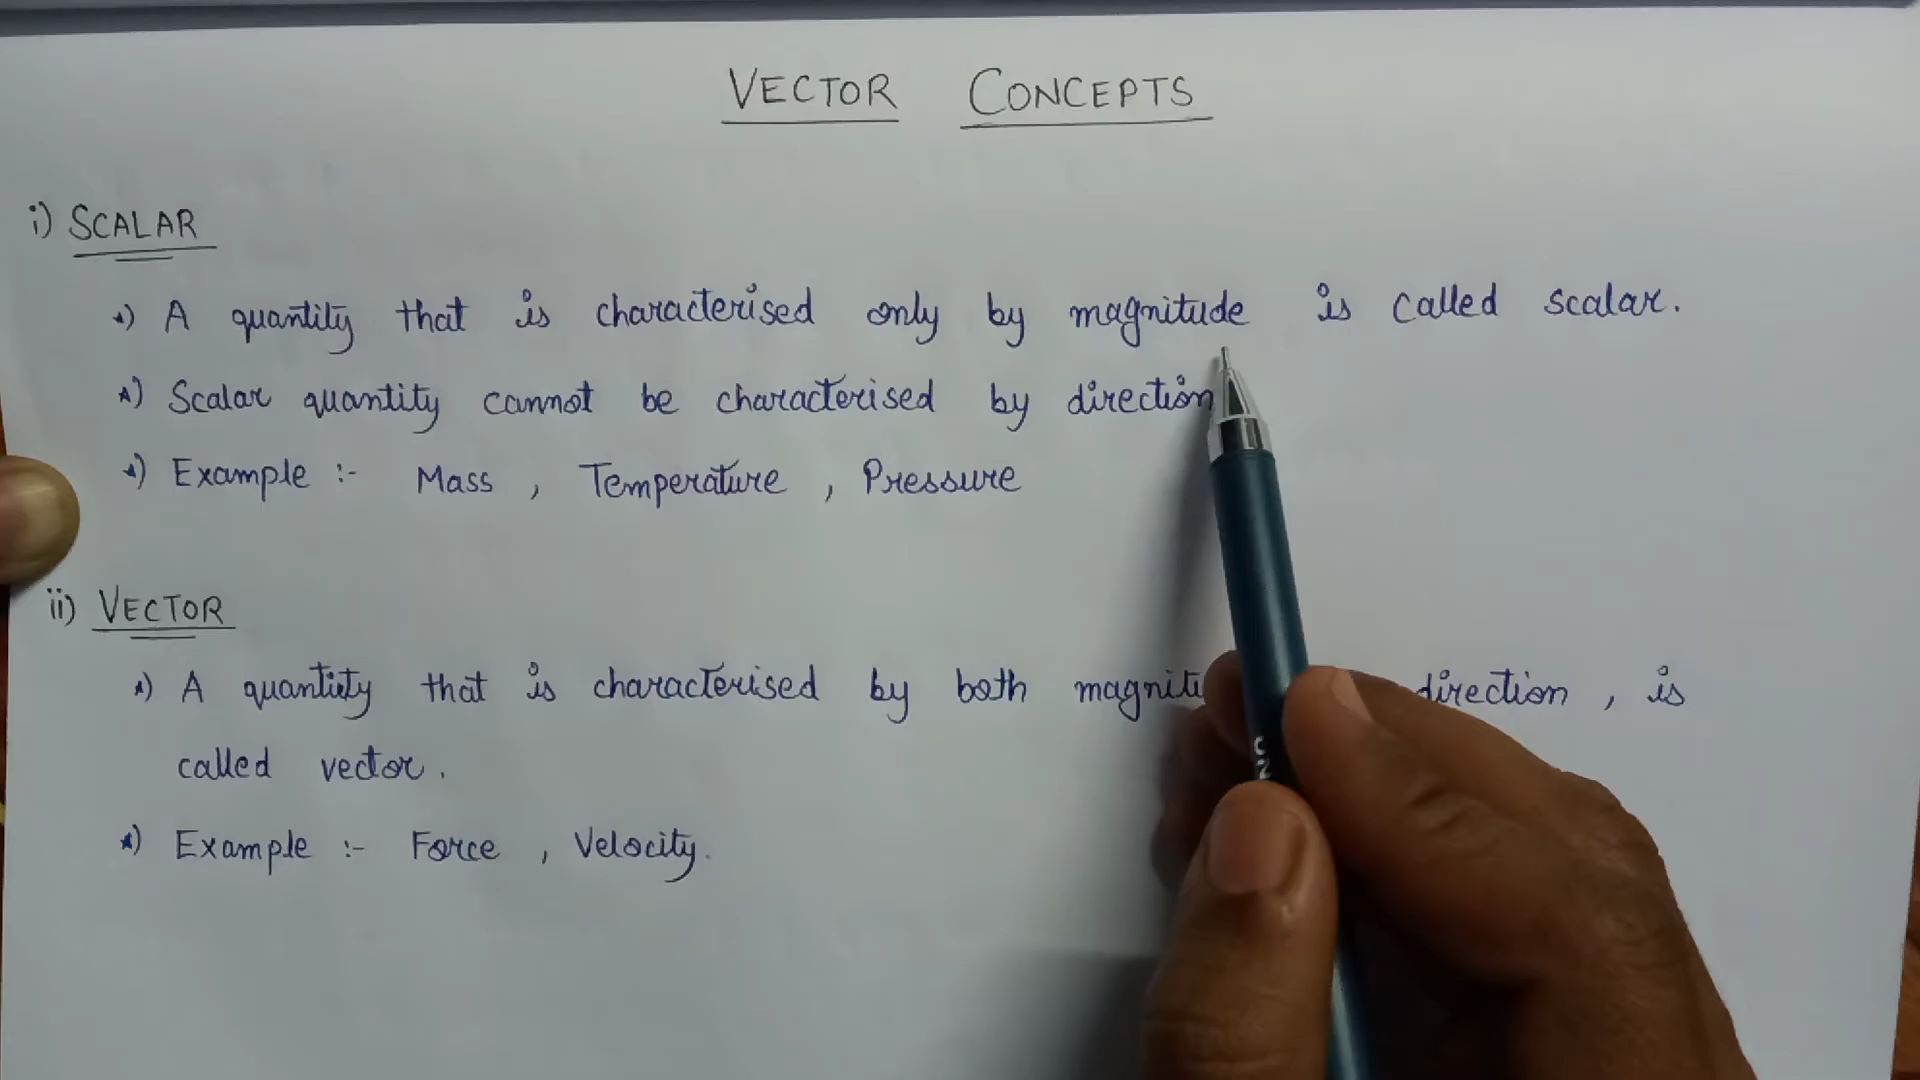 VECTOR CONCEPTS
i) SCALAR
*) A quantity that is characterised only by magnitude is called scalar.
*) Scalar quantity cannot be characterised by direction
*) Example :- Mass , Temperature , Pressure
ii) VECTOR
*) A quantity that is characterised by both direction , is
called vector.
*) Example :- Force , Velocity.